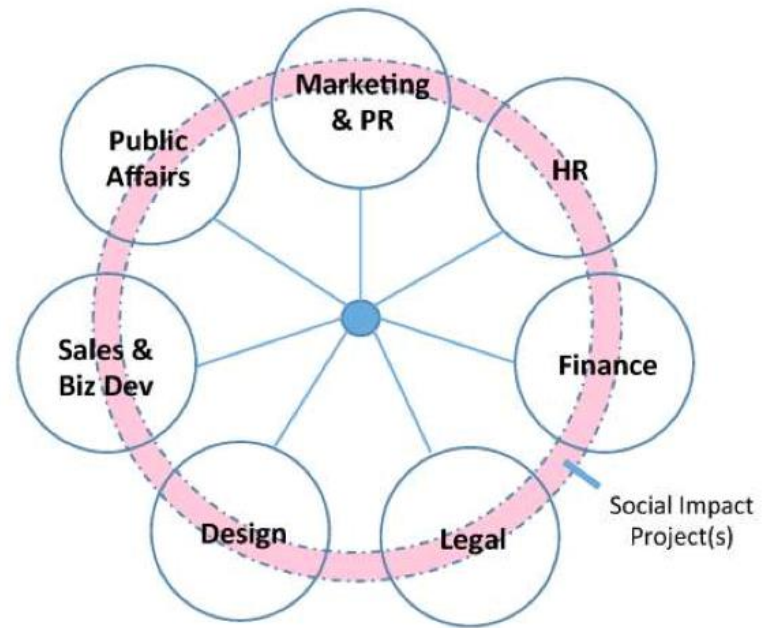 Marketing
& PR
HR
Finance
Social Impact
Project(s)
Legal
Design
Sales &
Biz Dev
Public
Affairs